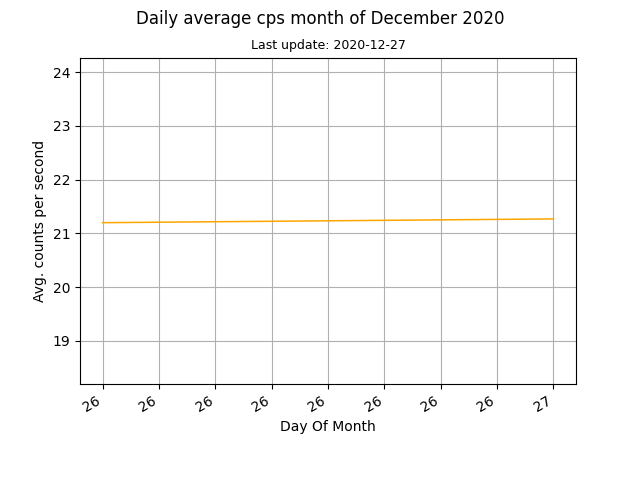 Daily average cps month of December 2020
Last update: 2020-12-27
24
23
22
21
20
19
Avg. counts per second
26 26 26 26 26 26 26 26 27
Day Of Month